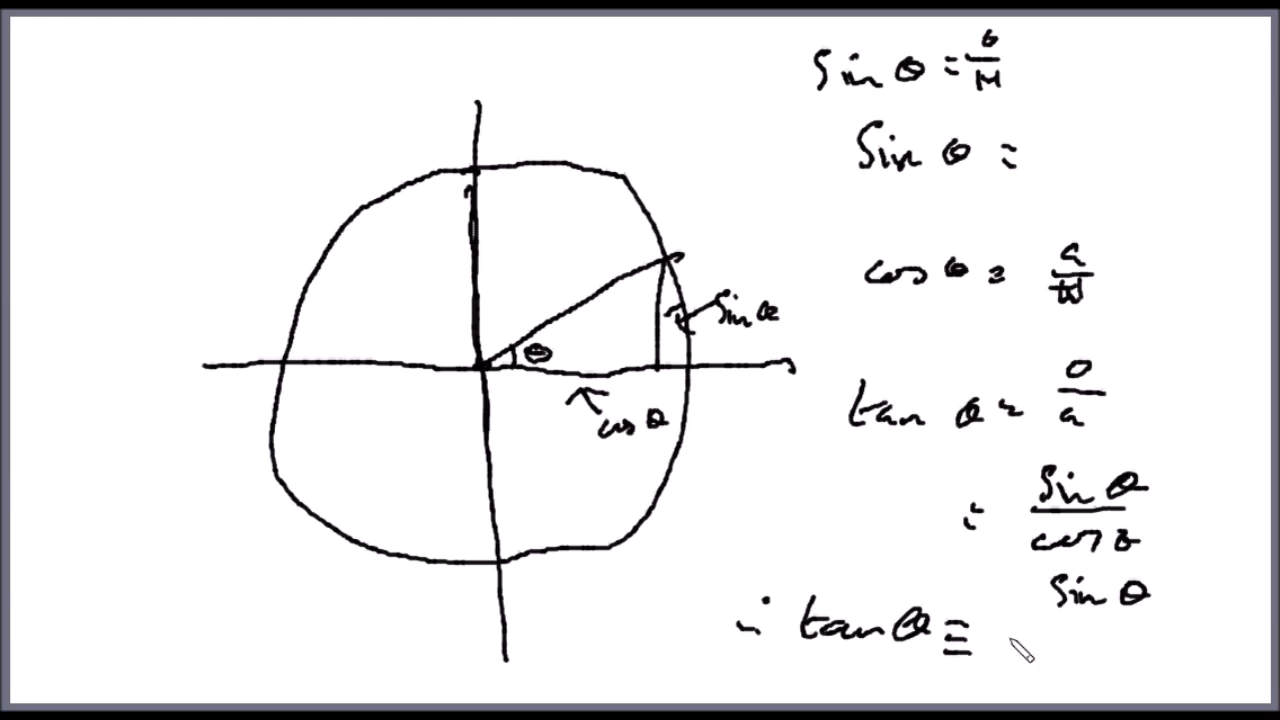 sin θ = o/H
sin θ =
cos θ = a/H
tan θ = o/a
= sin θ/cos θ
∴ tan θ ≡ sin θ
θ
sin θ
cos θ